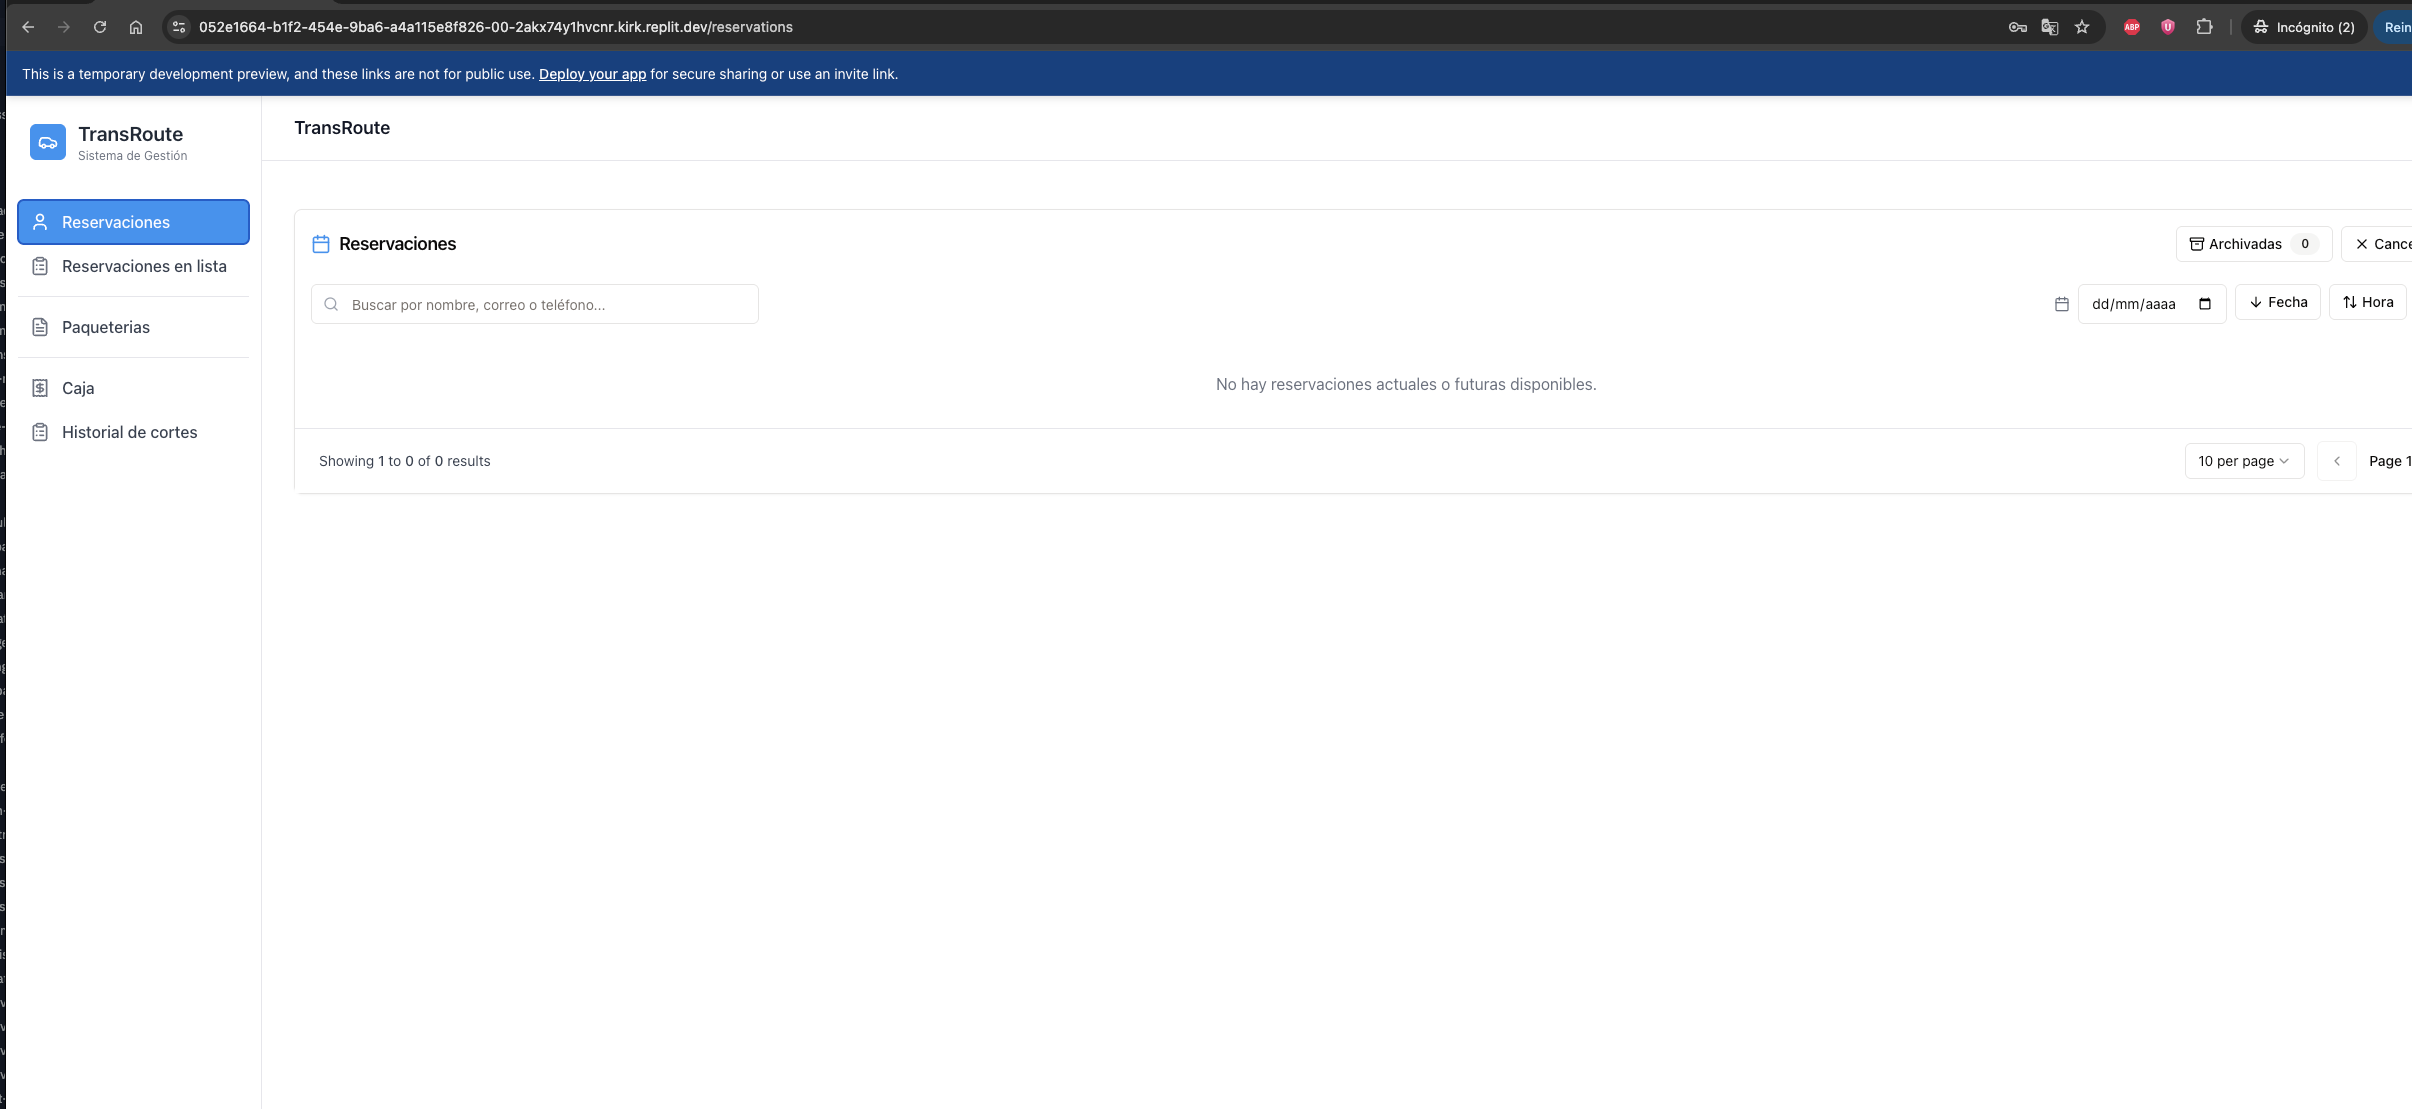 052e1664-b1f2-454e-9ba6-a4a115e8f826-00-2akx74y1hvcnr.kirk.replit.dev/reservations
ABP
Incógnito (2)
Rein
This is a temporary development preview, and these links are not for public use. Deploy your app for secure sharing or use an invite link.
TransRoute
Sistema de Gestión
TransRoute
Reservaciones
Reservaciones en lista
Paqueterias
Caja
Historial de cortes
Reservaciones
Archivadas 0
Cance
Buscar por nombre, correo o teléfono...
dd/mm/aaaa
Fecha
Hora
No hay reservaciones actuales o futuras disponibles.
Showing 1 to 0 of 0 results
10 per page
Page 1